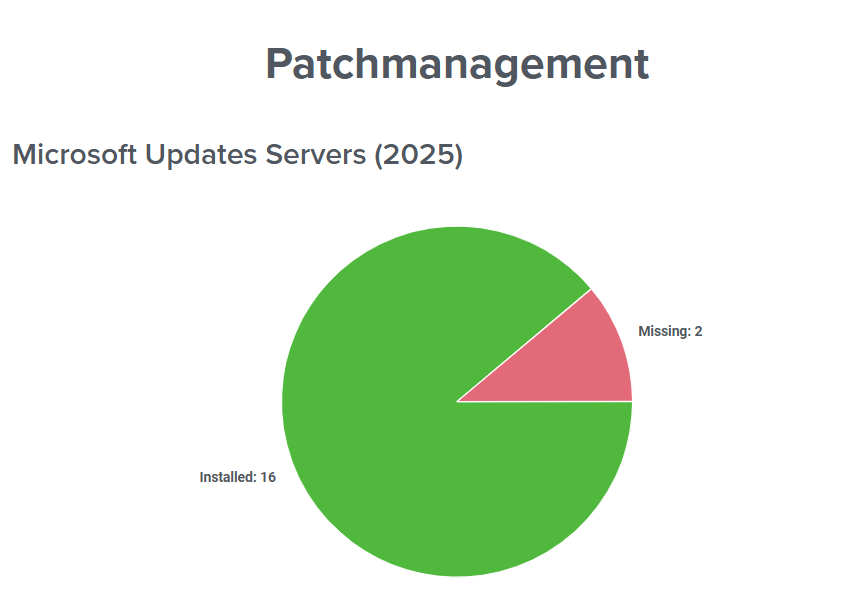 Patchmanagement
Microsoft Updates Servers (2025)
Missing: 2
Installed: 16